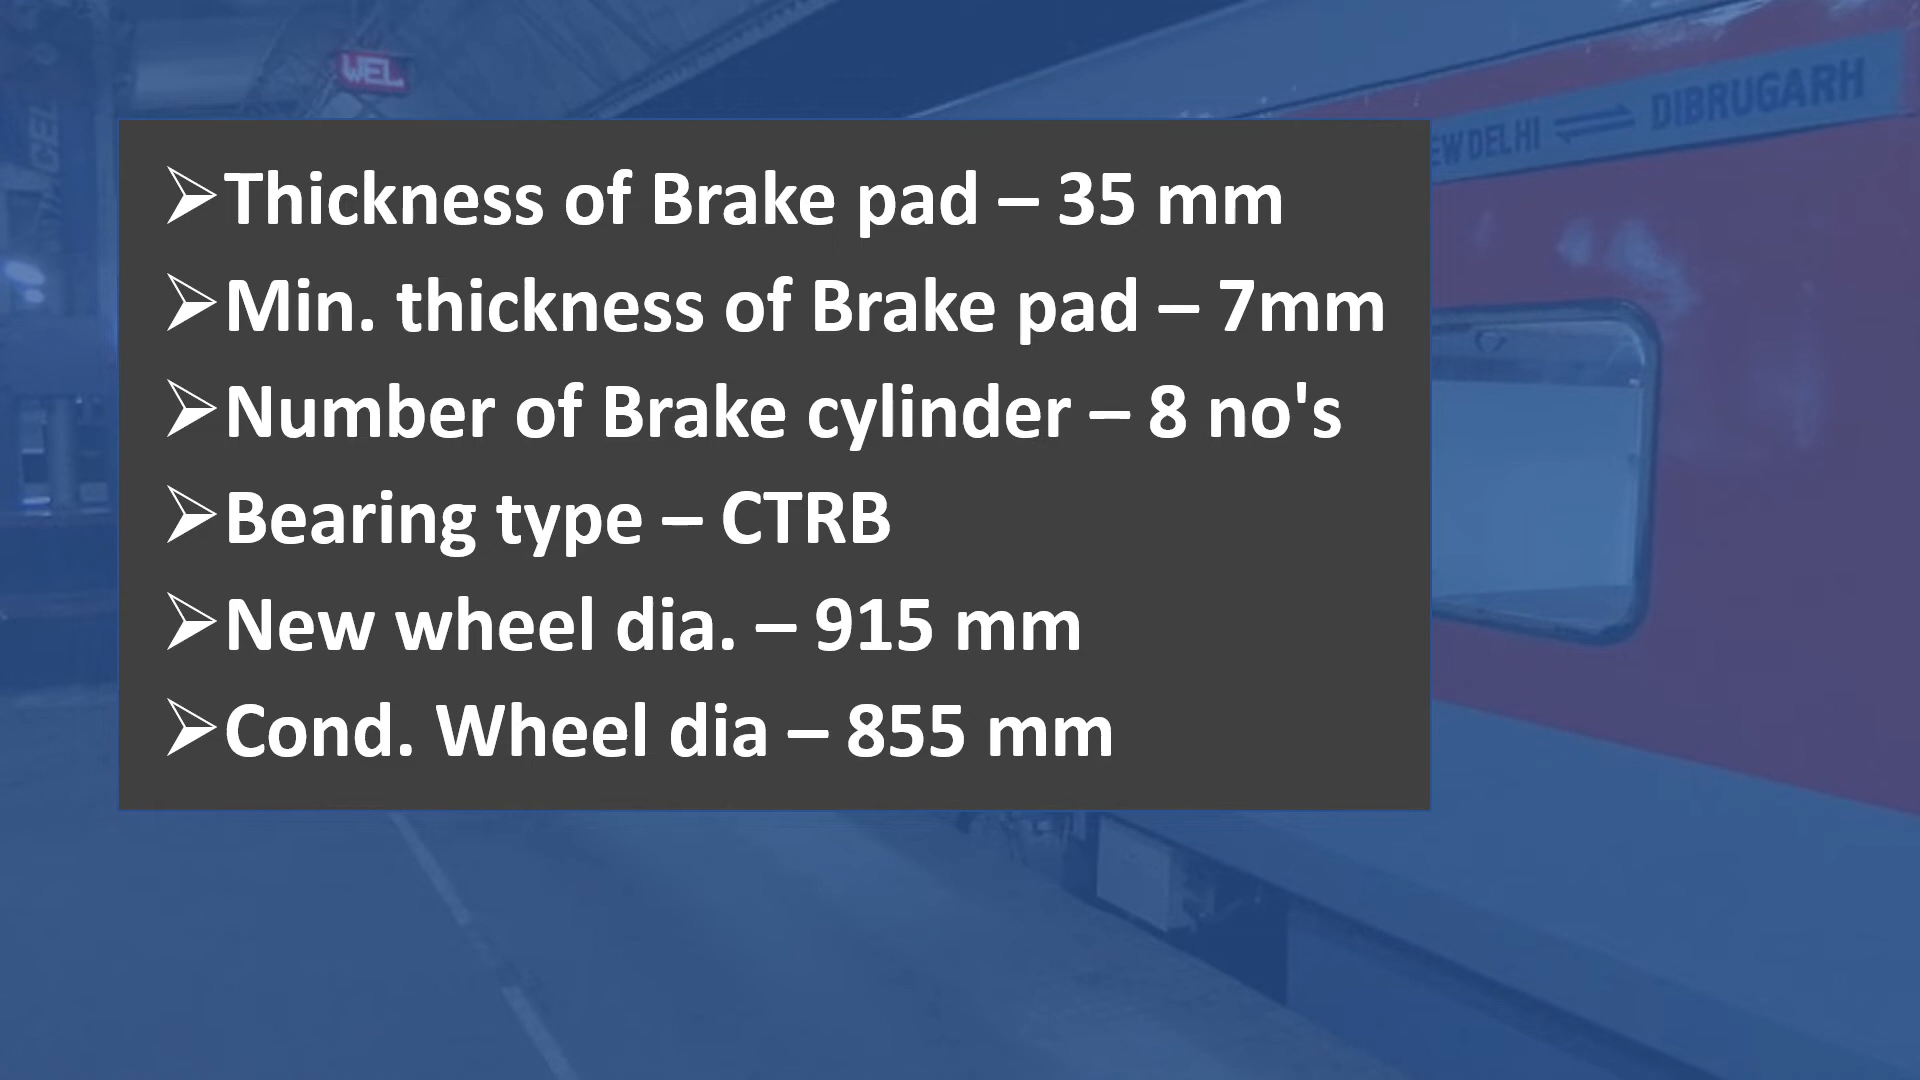 WEL
NEW DELHI ⇌ DIBRUGARH
➢Thickness of Brake pad – 35 mm
➢Min. thickness of Brake pad – 7mm
➢Number of Brake cylinder – 8 no's
➢Bearing type – CTRB
➢New wheel dia. – 915 mm
➢Cond. Wheel dia – 855 mm